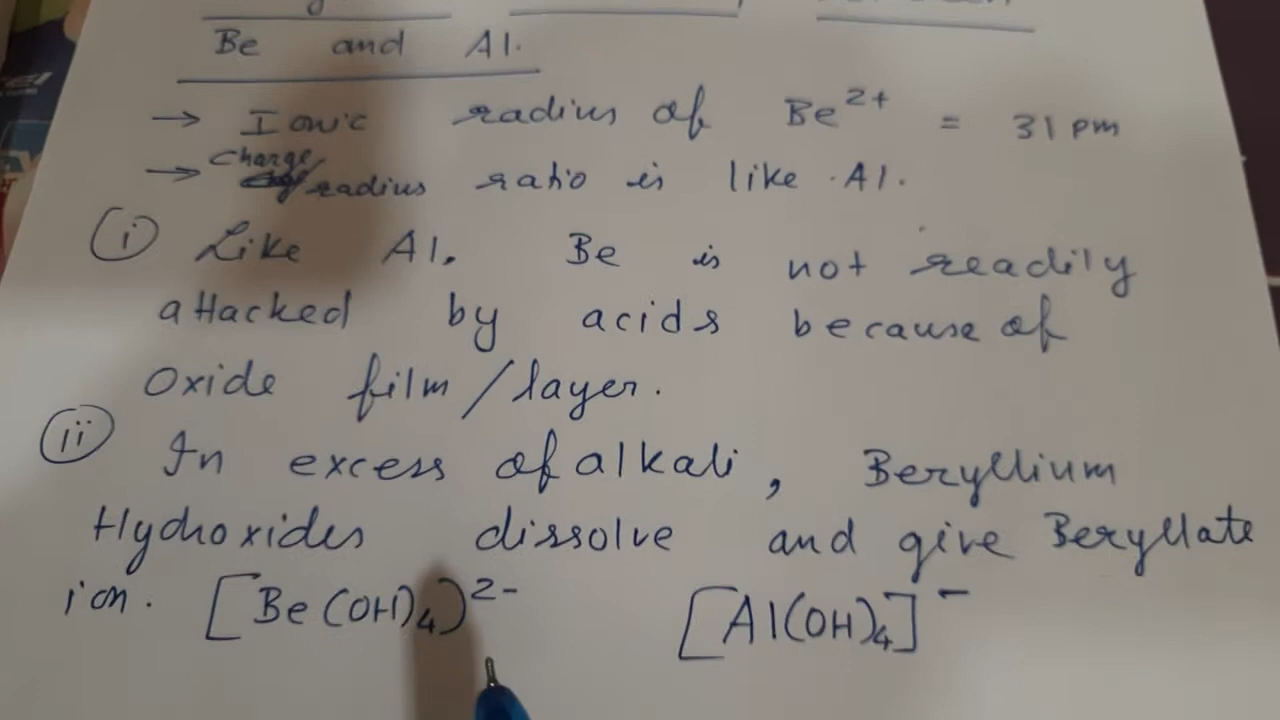 Be and Al.
→ Ionic radius of Be²⁺ = 31 pm
→ Charge radius ratio is like Al.
(i) Like Al, Be is not readily
attacked by acids because of
Oxide film/layer.
(ii) In excess of alkali, Beryllium
Hydroxides dissolve and give Beryllate
ion. [Be(OH)₄)²⁻ [Al(OH)₄]⁻